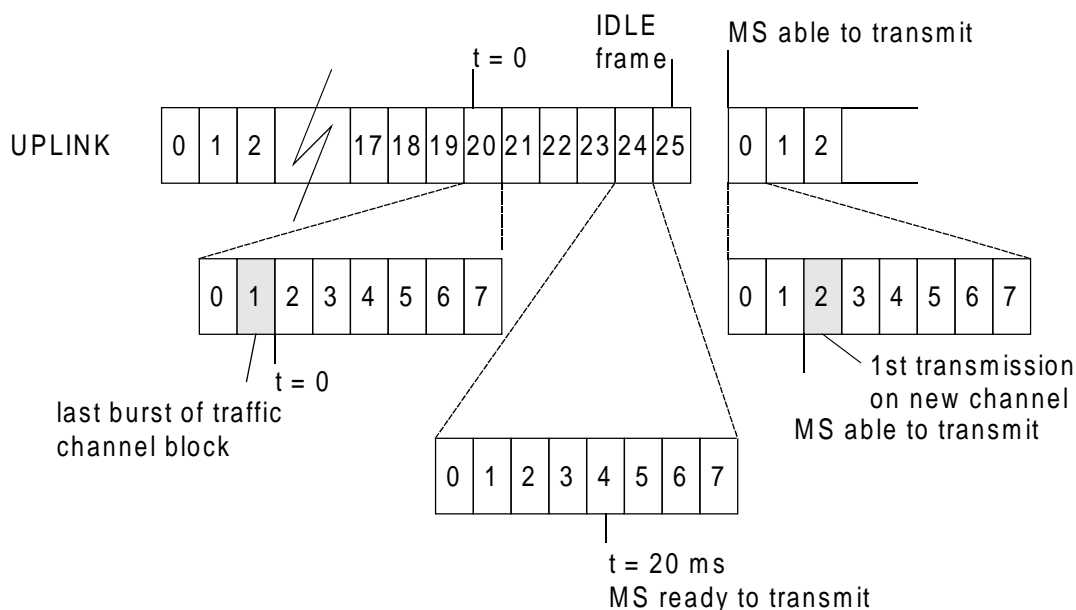 IDLE
frame
MS able to transmit
t = 0
UPLINK
0 1 2 17 18 19 20 21 22 23 24 25
0 1 2
0 1 2 3 4 5 6 7
0 1 2 3 4 5 6 7
t = 0
last burst of traffic
channel block
1st transmission
on new channel
MS able to transmit
0 1 2 3 4 5 6 7
t = 20 ms
MS ready to transmit